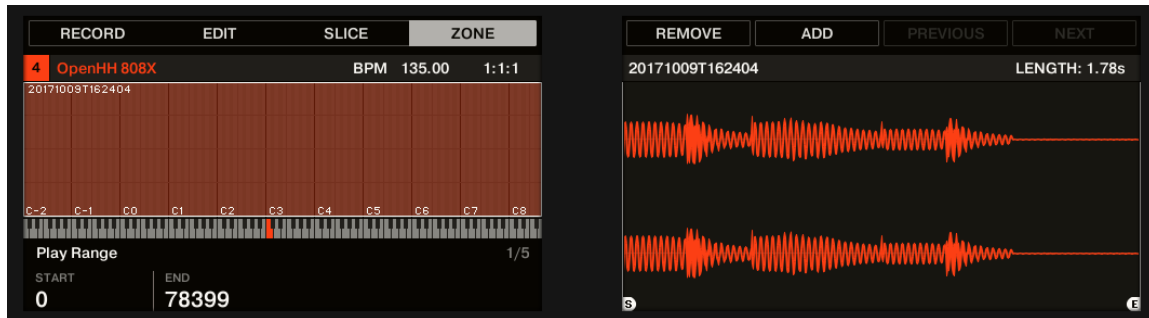 RECORD EDIT SLICE ZONE
4 OpenHH 808X BPM 135.00 1:1:1
20171009T162404
C-2 C-1 C0 C1 C2 C3 C4 C5 C6 C7 C8
Play Range 1/5
START END
0 78399
REMOVE ADD PREVIOUS NEXT
20171009T162404 LENGTH: 1.78s
S E